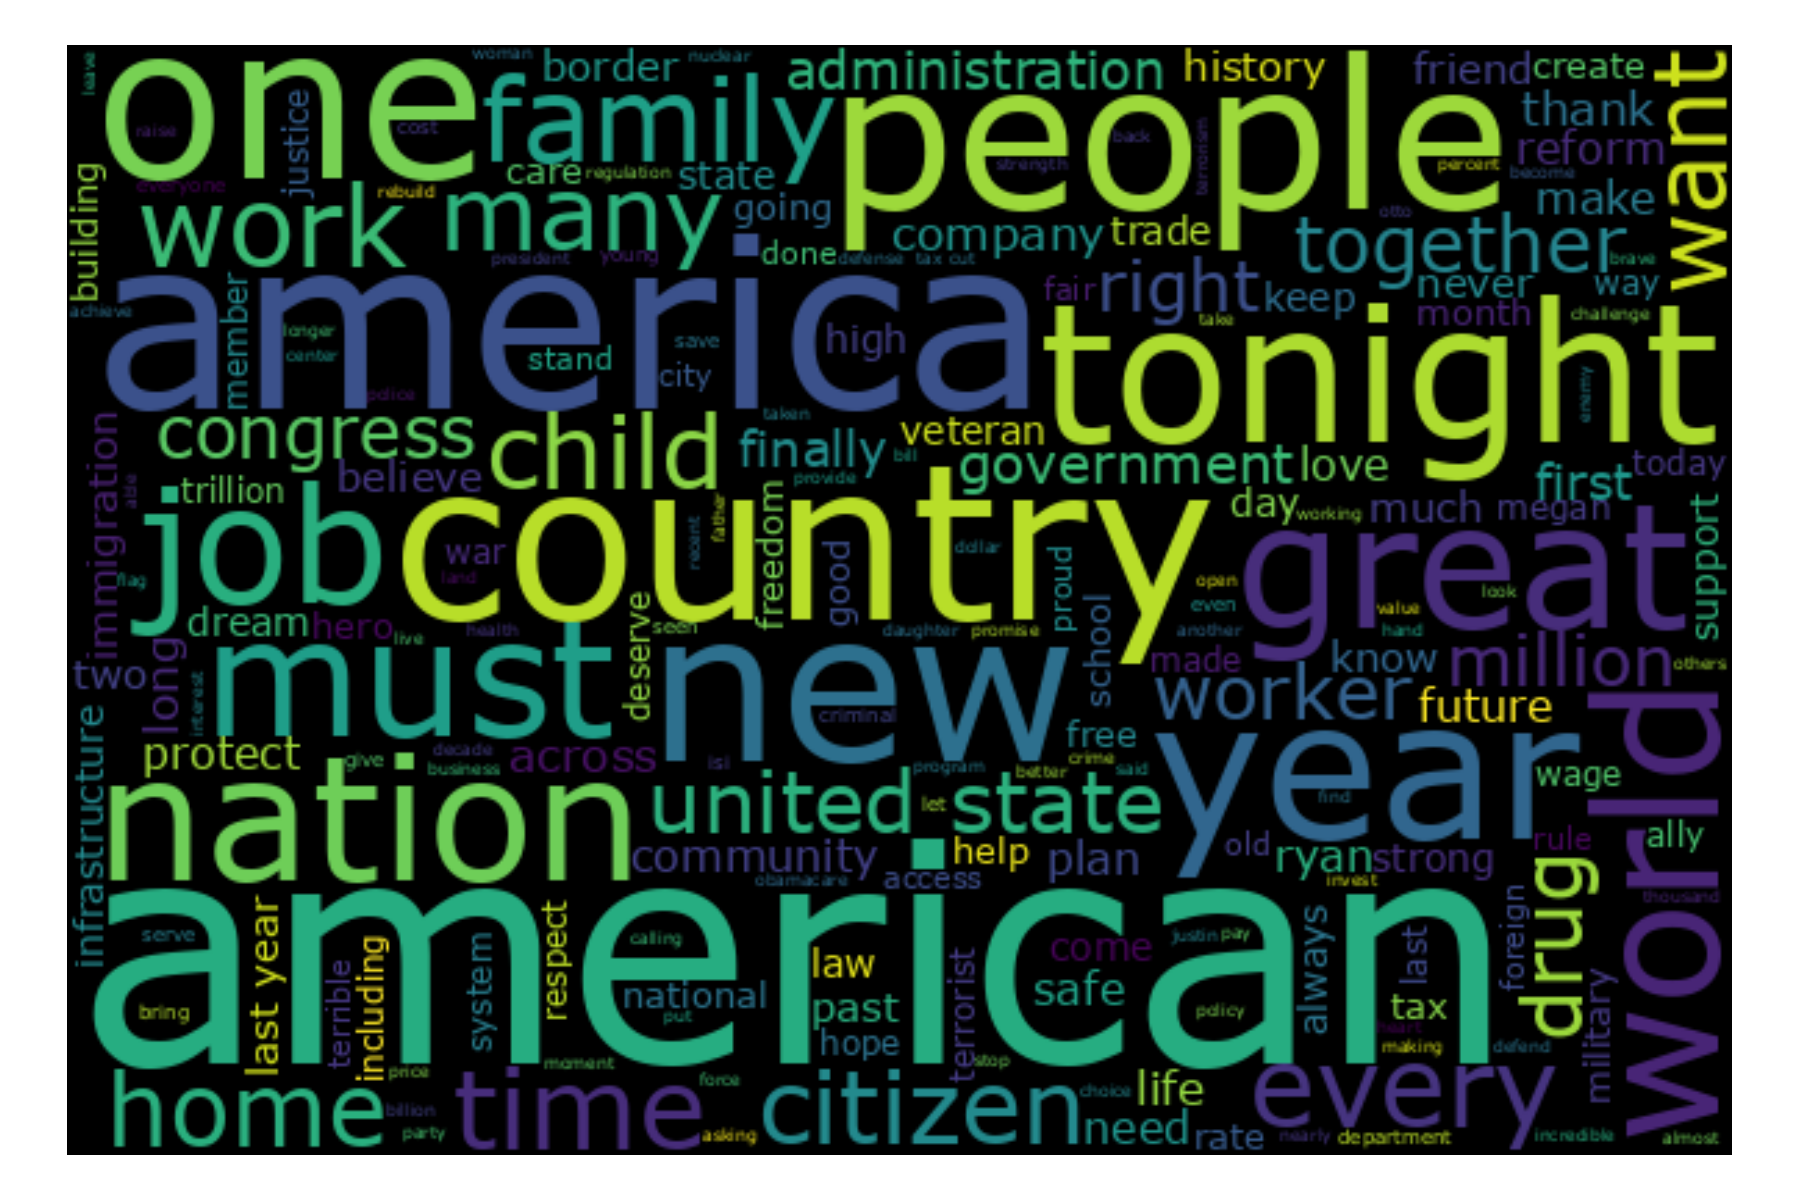 leave
one
woman
border
nuclear
administration
history
friend
create
want
raise
justice
cost
family
people
thank
terrorism
back
strength
percent
reform
become
everyone
rebuild
care
regulation
state
building
work
many
going
company
trade
otto
make
together
president
young
done
defense
tax cut
brave
achieve
member
america
fair
right
keep
never
way
longer
center
stand
save
city
high
take
month
challenge
tonight
police
enemy
immigration
congress
child
taken
finally
veteran
bill
provide
government
love
first
today
able
trillion
believe
job
country
war
land
recent
father
freedom
good
dollar
day
working
much
megan
great
support
flag
proud
open
even
value
look
dream
hero
live
health
deserve
seen
daughter
promise
school
another
hand
two
long
interest
must
new
made
know
million
others
infrastructure
criminal
worker
future
world
protect
give
decade
business
across
isi
program
better
free
crime
said
year
wage
find
nation
united state
let
community
help
plan
old
ryan
strong
rule
ally
obamacare
access
invest
drug
thousand
american
serve
last year
terrible
including
system
respect
calling
national
put
law
past
hope
terrorist
come
safe
justin
pay
always
last
foreign
bring
policy
tax
heart
military
moment
stop
making
defend
home
price
billion
party
time
force
asking
citizen
choice
life
need
rate
every
nearly
department
incredible
almost